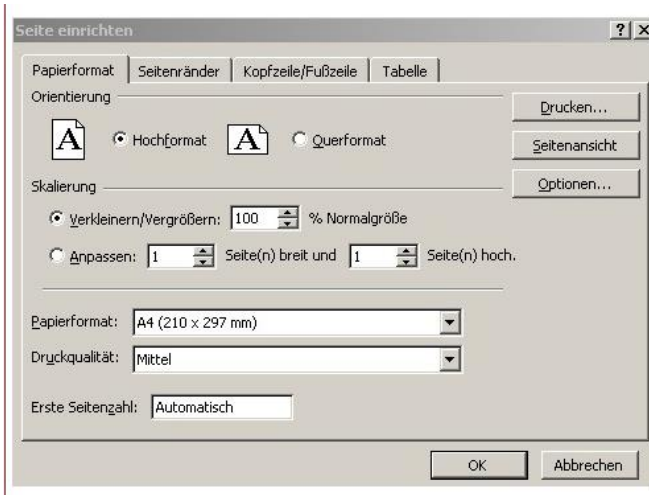 Seite einrichten
Papierformat Seitenränder Kopfzeile/Fußzeile Tabelle
Orientierung
Drucken...
A Hochformat A Querformat
Seitenansicht
Skalierung
Optionen...
Verkleinern/Vergrößern: 100 % Normalgröße
Anpassen: 1 Seite(n) breit und 1 Seite(n) hoch.
Papierformat: A4 (210 x 297 mm)
Druckqualität: Mittel
Erste Seitenzahl: Automatisch
OK Abbrechen